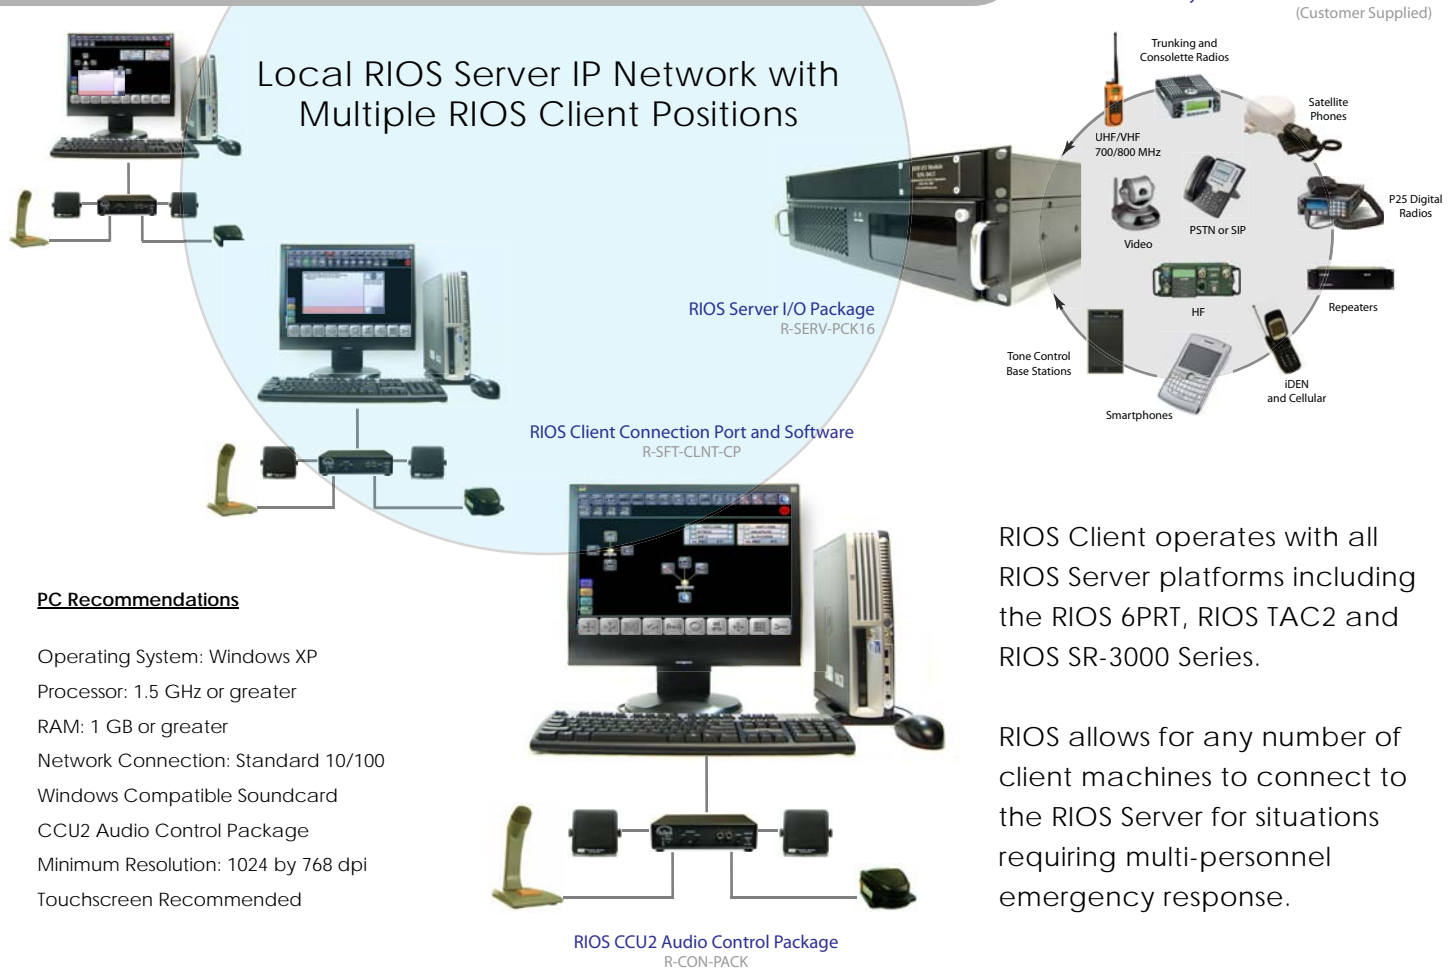 (Customer Supplied)
Local RIOS Server IP Network with
Multiple RIOS Client Positions
Trunking and
Consolette Radios
Satellite
Phones
UHF/VHF
700/800 MHz
P25 Digital
Radios
PSTN or SIP
Video
HF
Repeaters
Tone Control
Base Stations
iDEN
and Cellular
Smartphones
RIOS Server I/O Package
R-SERV-PCK16
RIOS Client Connection Port and Software
R-SFT-CLNT-CP
PC Recommendations
Operating System: Windows XP
Processor: 1.5 GHz or greater
RAM: 1 GB or greater
Network Connection: Standard 10/100
Windows Compatible Soundcard
CCU2 Audio Control Package
Minimum Resolution: 1024 by 768 dpi
Touchscreen Recommended
RIOS Client operates with all
RIOS Server platforms including
the RIOS 6PRT, RIOS TAC2 and
RIOS SR-3000 Series.
RIOS allows for any number of
client machines to connect to
the RIOS Server for situations
requiring multi-personnel
emergency response.
RIOS CCU2 Audio Control Package
R-CON-PACK